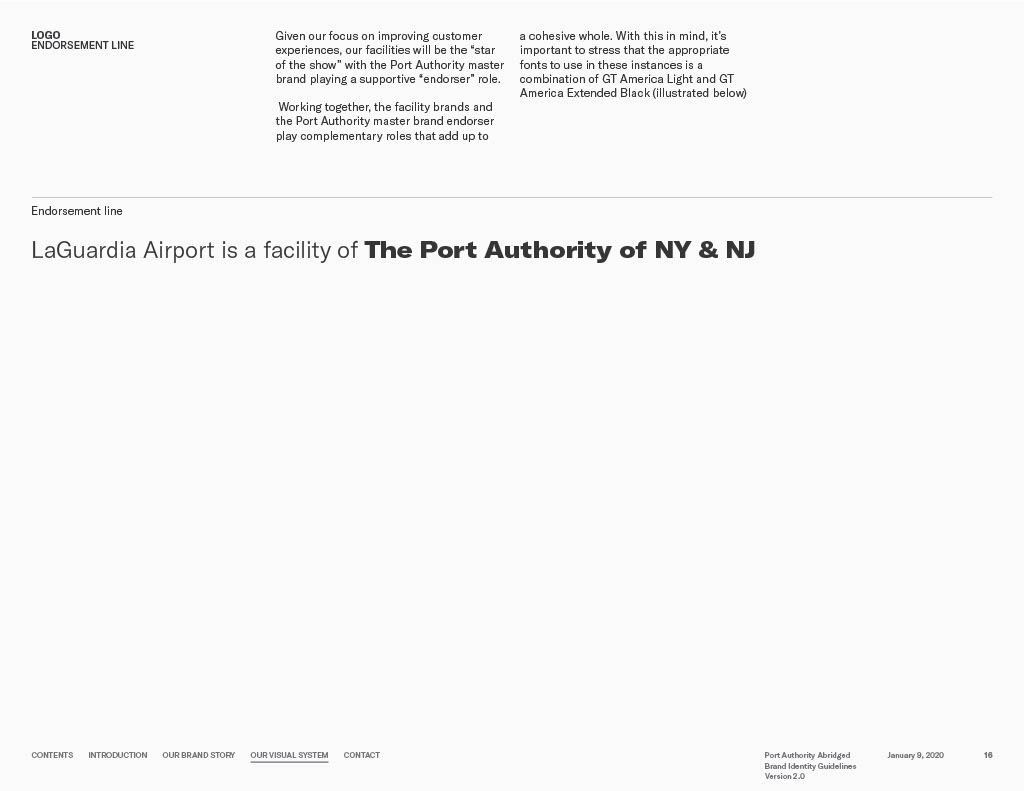 LOGO
ENDORSEMENT LINE
Given our focus on improving customer
experiences, our facilities will be the “star
of the show” with the Port Authority master
brand playing a supportive “endorser” role.
Working together, the facility brands and
the Port Authority master brand endorser
play complementary roles that add up to
a cohesive whole. With this in mind, it’s
important to stress that the appropriate
fonts to use in these instances is a
combination of GT America Light and GT
America Extended Black (illustrated below)
Endorsement line
LaGuardia Airport is a facility of The Port Authority of NY & NJ
CONTENTS INTRODUCTION OUR BRAND STORY OUR VISUAL SYSTEM CONTACT
Port Authority Abridged
Brand Identity Guidelines
Version 2.0
January 9, 2020
16